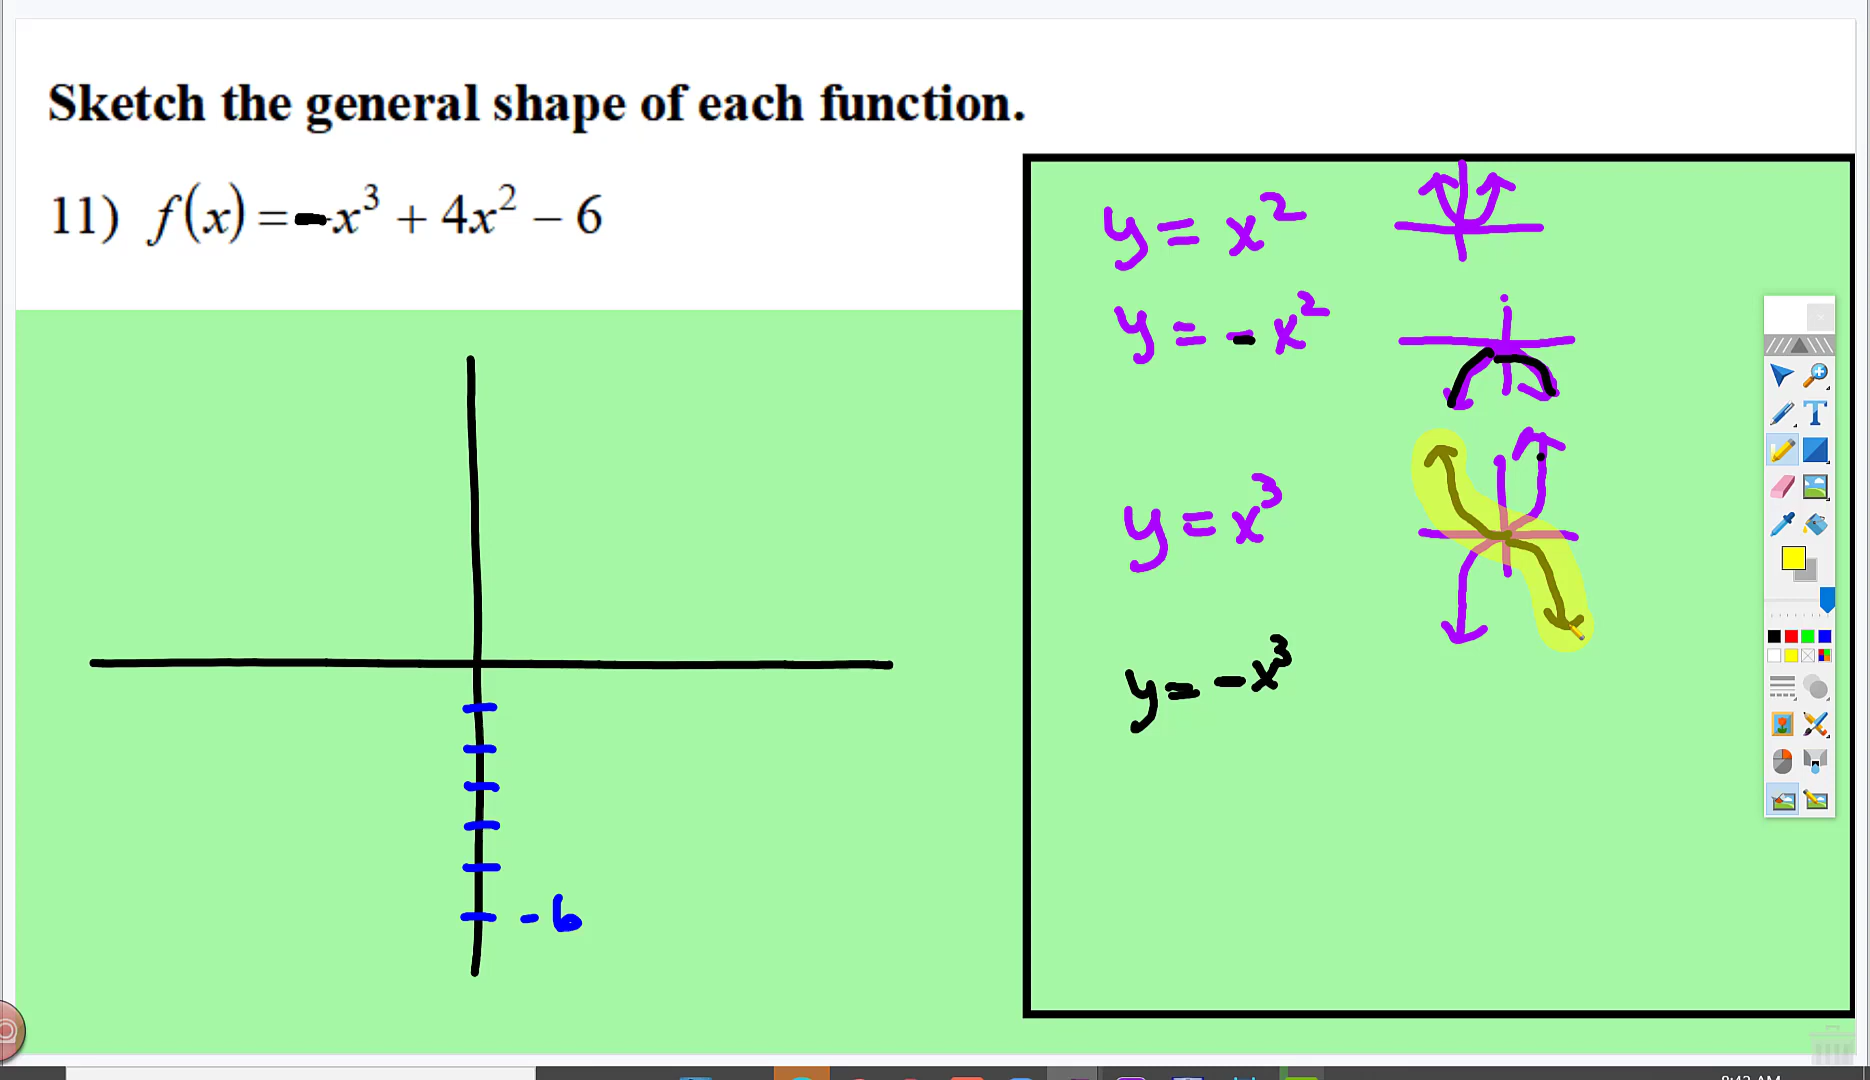 Sketch the general shape of each function.
11) f(x) = -x³ + 4x² − 6
y = x²
y = -x²
y = x³
y = -x³
-6
T